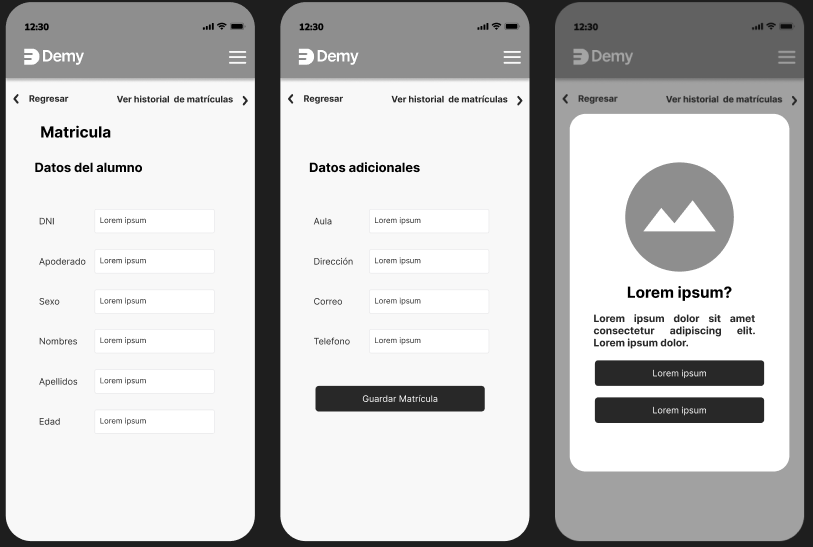 12:30
Demy
Regresar
Ver historial de matrículas
Matricula
Datos del alumno
DNI
Lorem ipsum
Apoderado
Lorem ipsum
Sexo
Lorem ipsum
Nombres
Lorem ipsum
Apellidos
Lorem ipsum
Edad
Lorem ipsum
12:30
Demy
Regresar
Ver historial de matrículas
Datos adicionales
Aula
Lorem ipsum
Dirección
Lorem ipsum
Correo
Lorem ipsum
Telefono
Lorem ipsum
Guardar Matrícula
12:30
Demy
Regresar
Ver historial de matrículas
Lorem ipsum?
Lorem ipsum dolor sit amet
consectetur adipiscing elit.
Lorem ipsum dolor.
Lorem ipsum
Lorem ipsum